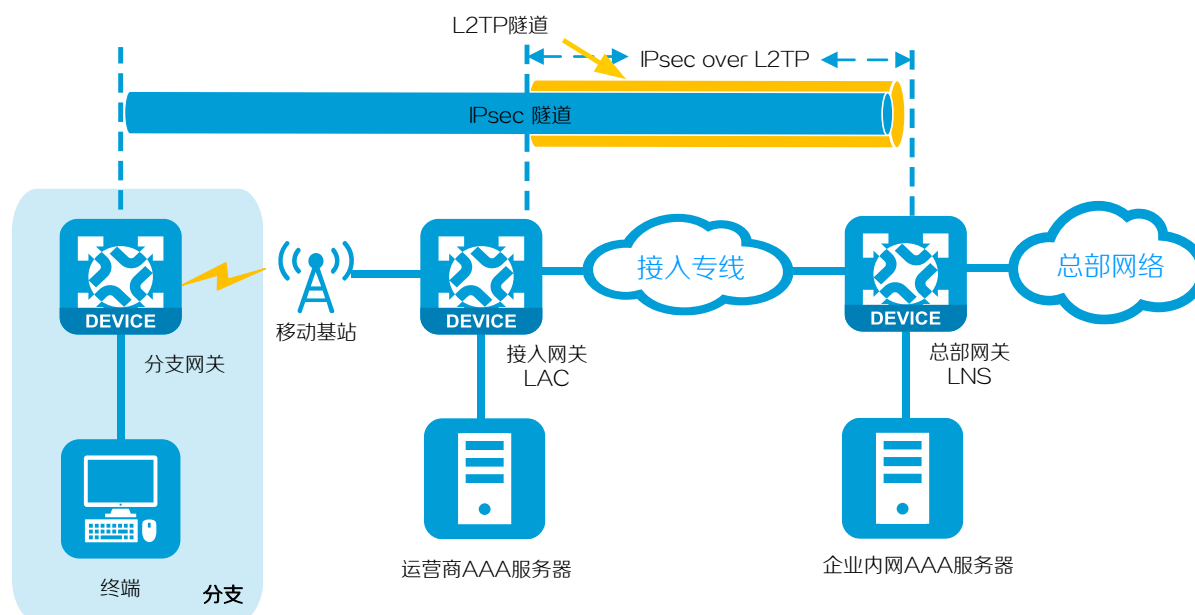 L2TP隧道
IPsec over L2TP
IPsec 隧道
接入专线
总部网络
DEVICE
DEVICE
DEVICE
移动基站
分支网关
接入网关
LAC
总部网关
LNS
终端
分支
运营商AAA服务器
企业内网AAA服务器